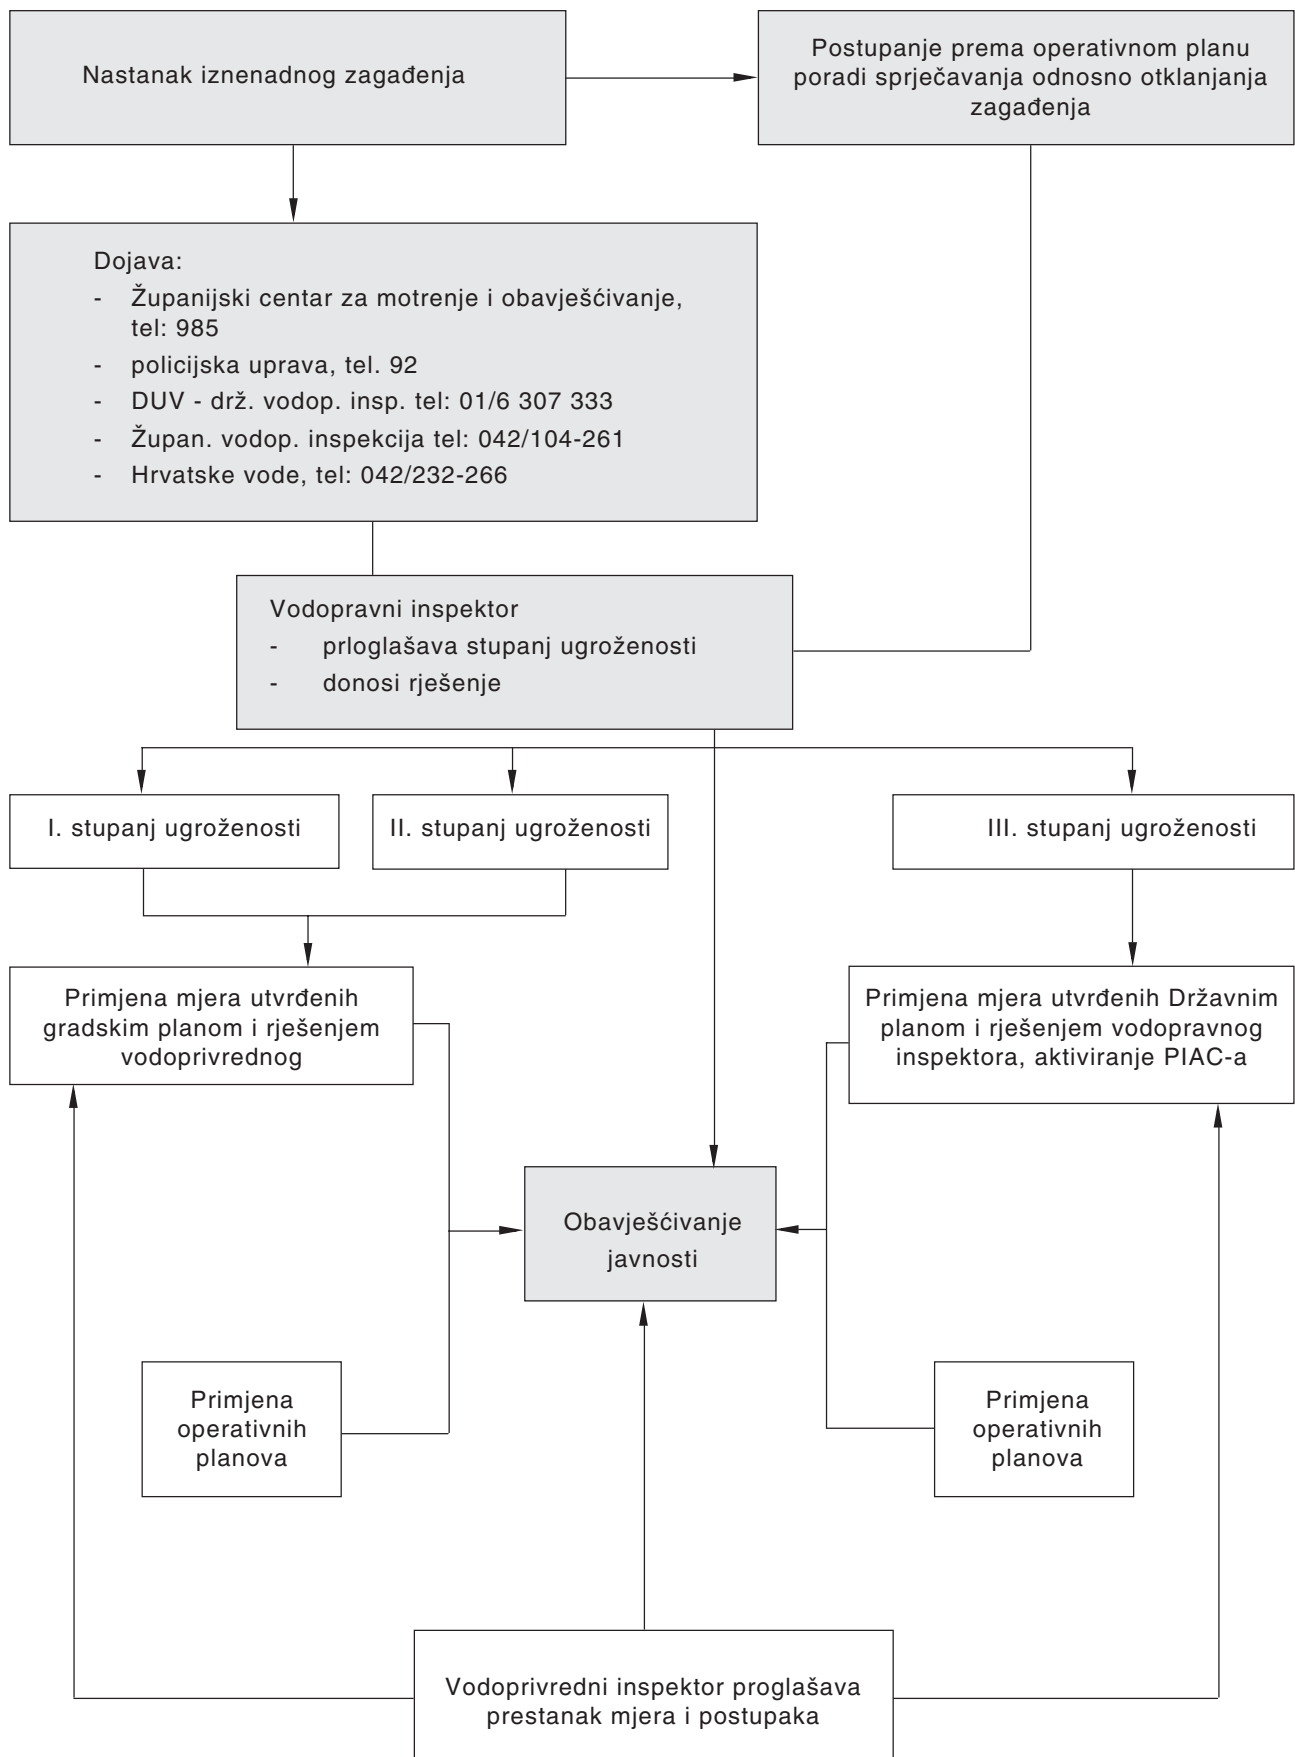 Nastanak iznenadnog zagađenja
Postupanje prema operativnom planu
poradi sprječavanja odnosno otklanjanja
zagađenja
Dojava:
- Županijski centar za motrenje i obavješćivanje,
tel: 985
- policijska uprava, tel. 92
- DUV - drž. vodop. insp. tel: 01/6 307 333
- Župan. vodop. inspekcija tel: 042/104-261
- Hrvatske vode, tel: 042/232-266
Vodopravni inspektor
- prloglašava stupanj ugroženosti
- donosi rješenje
I. stupanj ugroženosti
II. stupanj ugroženosti
III. stupanj ugroženosti
Primjena mjera utvrđenih
gradskim planom i rješenjem
vodoprivrednog
Primjena mjera utvrđenih Državnim
planom i rješenjem vodopravnog
inspektora, aktiviranje PIAC-a
Obavješćivanje
javnosti
Primjena
operativnih
planova
Primjena
operativnih
planova
Vodoprivredni inspektor proglašava
prestanak mjera i postupaka